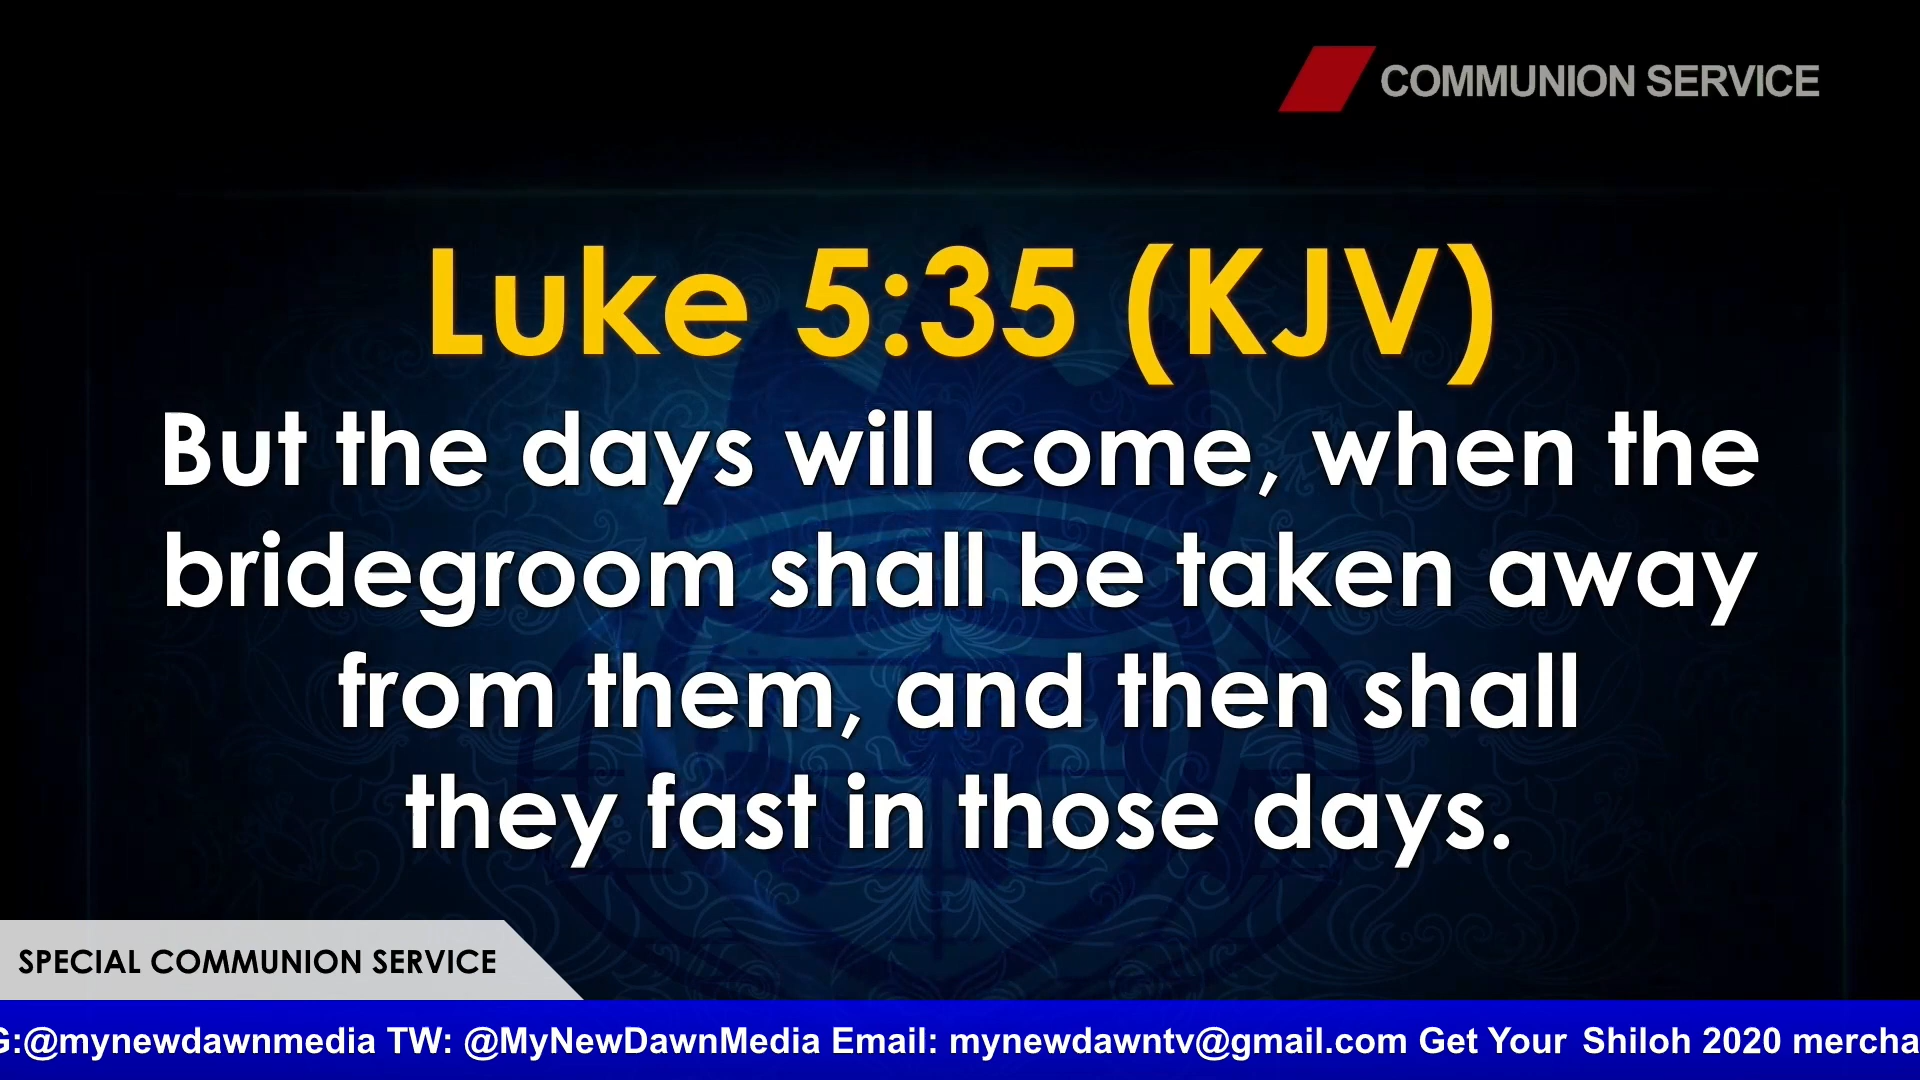 COMMUNION SERVICE
Luke 5:35 (KJV)
But the days will come, when the
bridegroom shall be taken away
from them, and then shall
they fast in those days.
SPECIAL COMMUNION SERVICE
G:@mynewdawnmedia TW: @MyNewDawnMedia Email: mynewdawntv@gmail.com Get Your Shiloh 2020 mercha